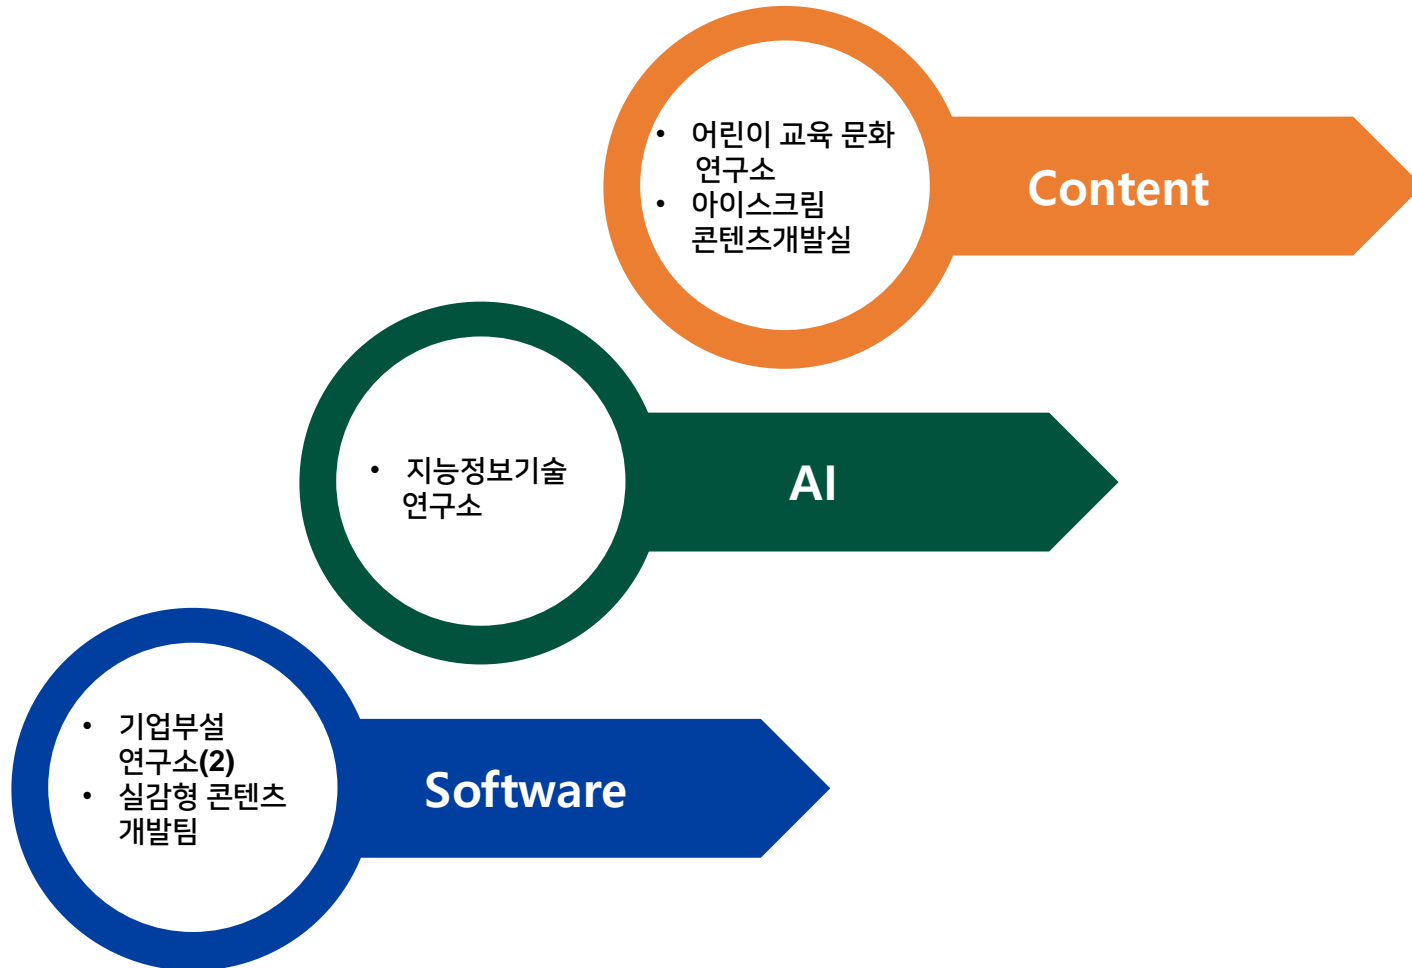 • 어린이 교육 문화
연구소
• 아이스크림
콘텐츠개발실
Content
• 지능정보기술
연구소
AI
• 기업부설
연구소(2)
• 실감형 콘텐츠
개발팀
Software